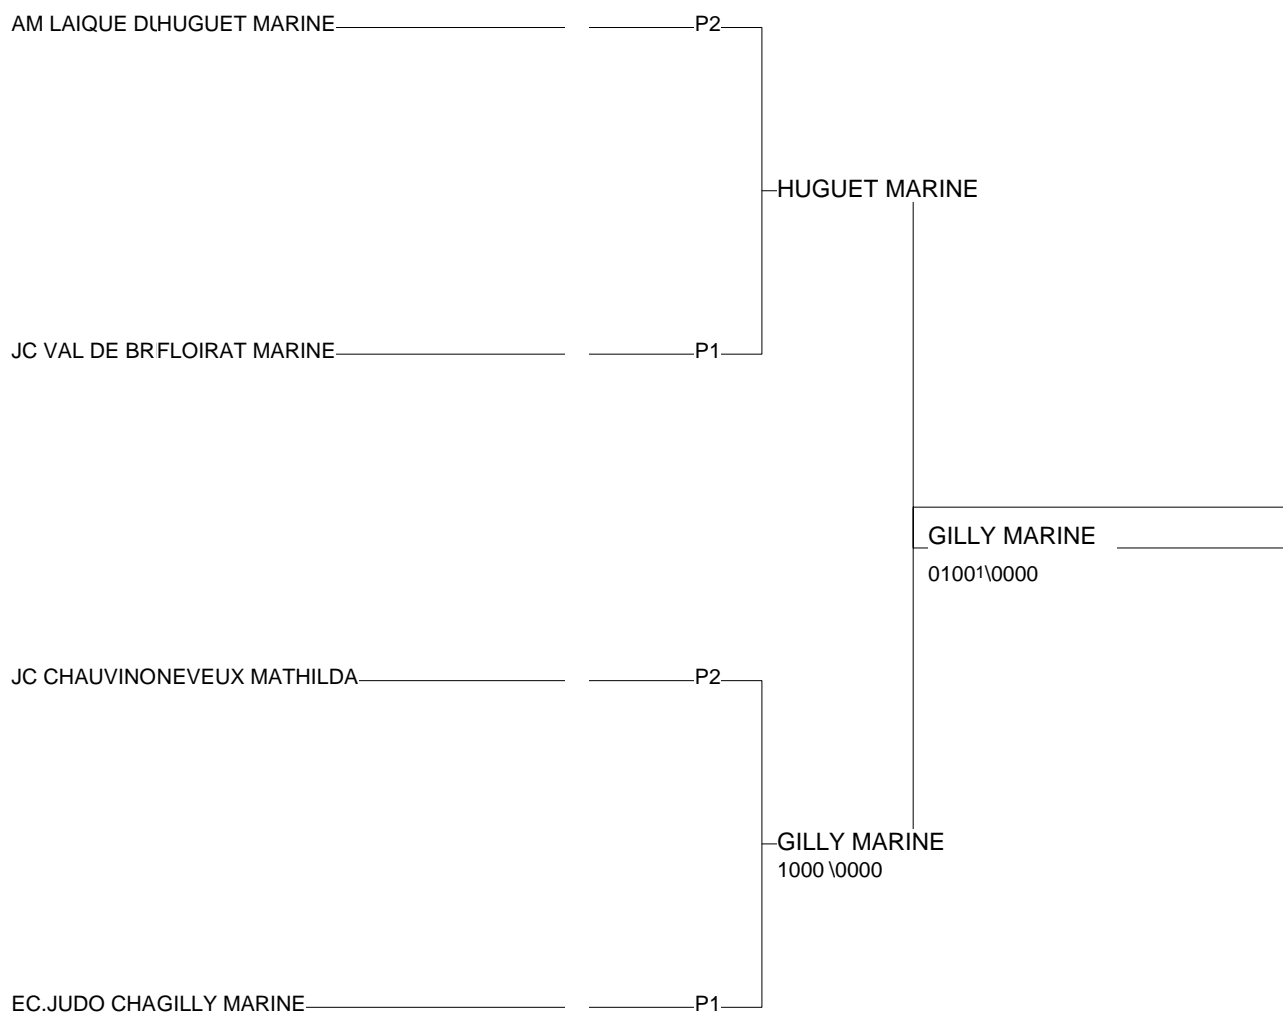 AM LAIQUE DUHUGUET MARINE P2
HUGUET MARINE
JC VAL DE BRFLOIRAT MARINE P1
GILLY MARINE
01001\0000
JC CHAUVINONEVEUX MATHILDA P2
GILLY MARINE
1000 \0000
EC.JUDO CHAGILLY MARINE P1